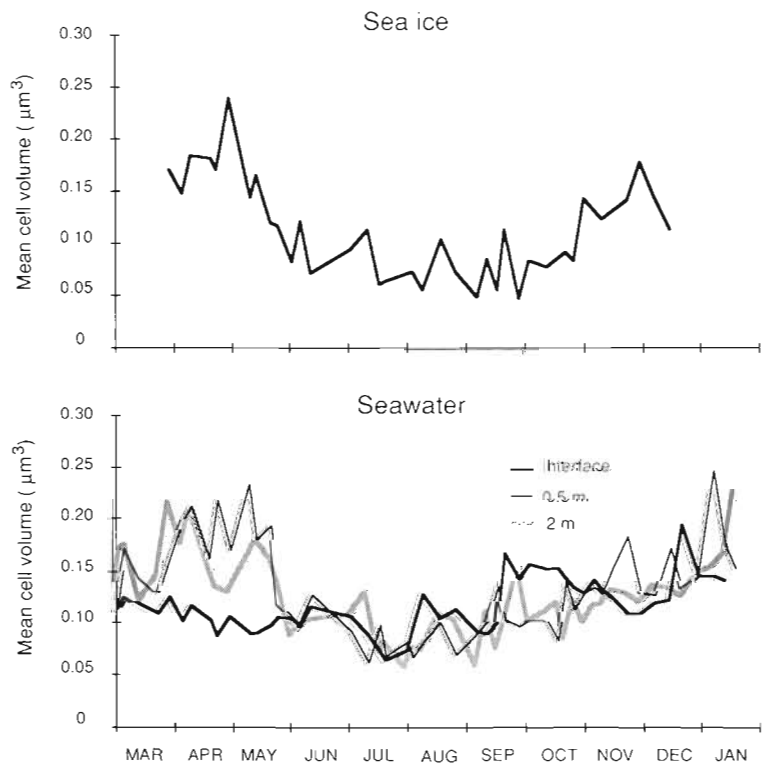 Sea ice
0.30
0.25
0.20
0.15
0.10
0.05
0
Mean cell volume ( µm³)
Seawater
0.30
0.25
0.20
0.15
0.10
0.05
0
Mean cell volume ( µm³)
Interface
0.5 m
2 m
MAR APR MAY JUN JUL AUG SEP OCT NOV DEC JAN